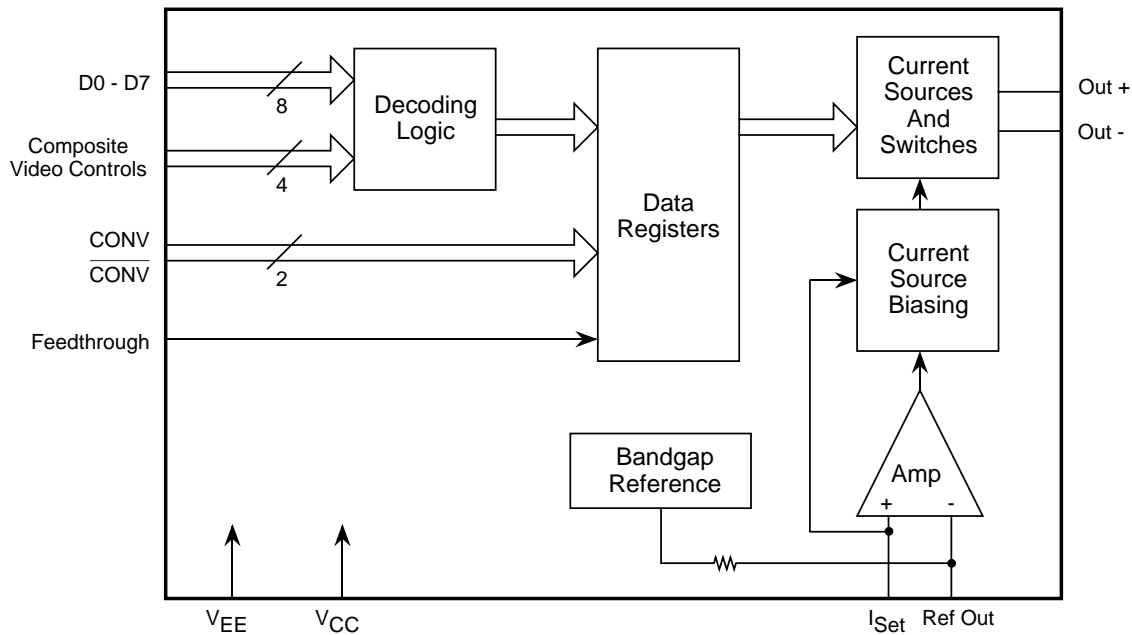 D0 - D7
8
Composite
Video Controls
4
CONV
CONV
2
Feedthrough
Decoding
Logic
Data
Registers
Current
Sources
And
Switches
Out +
Out -
Current
Source
Biasing
Bandgap
Reference
Amp
+ -
VEE
VCC
ISet
Ref Out